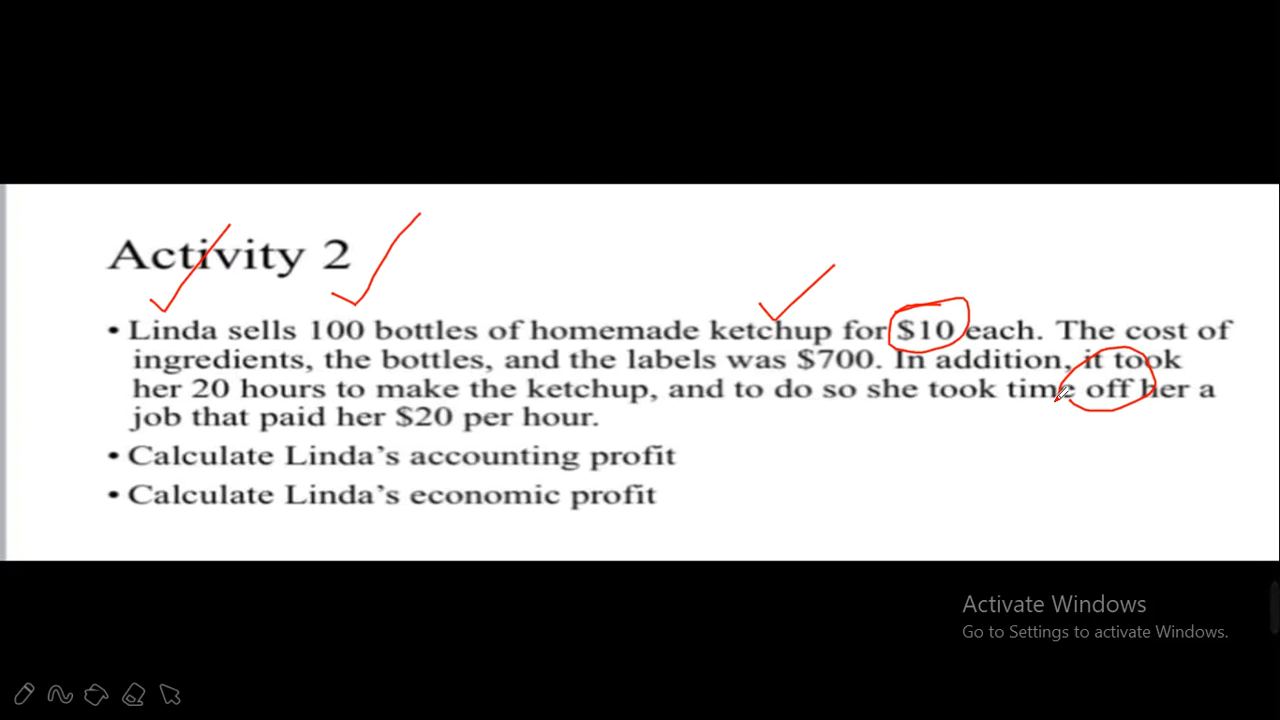 Activity 2
• Linda sells 100 bottles of homemade ketchup for $10 each. The cost of
ingredients, the bottles, and the labels was $700. In addition, it took
her 20 hours to make the ketchup, and to do so she took time off her a
job that paid her $20 per hour.
• Calculate Linda’s accounting profit
• Calculate Linda’s economic profit
Activate Windows
Go to Settings to activate Windows.